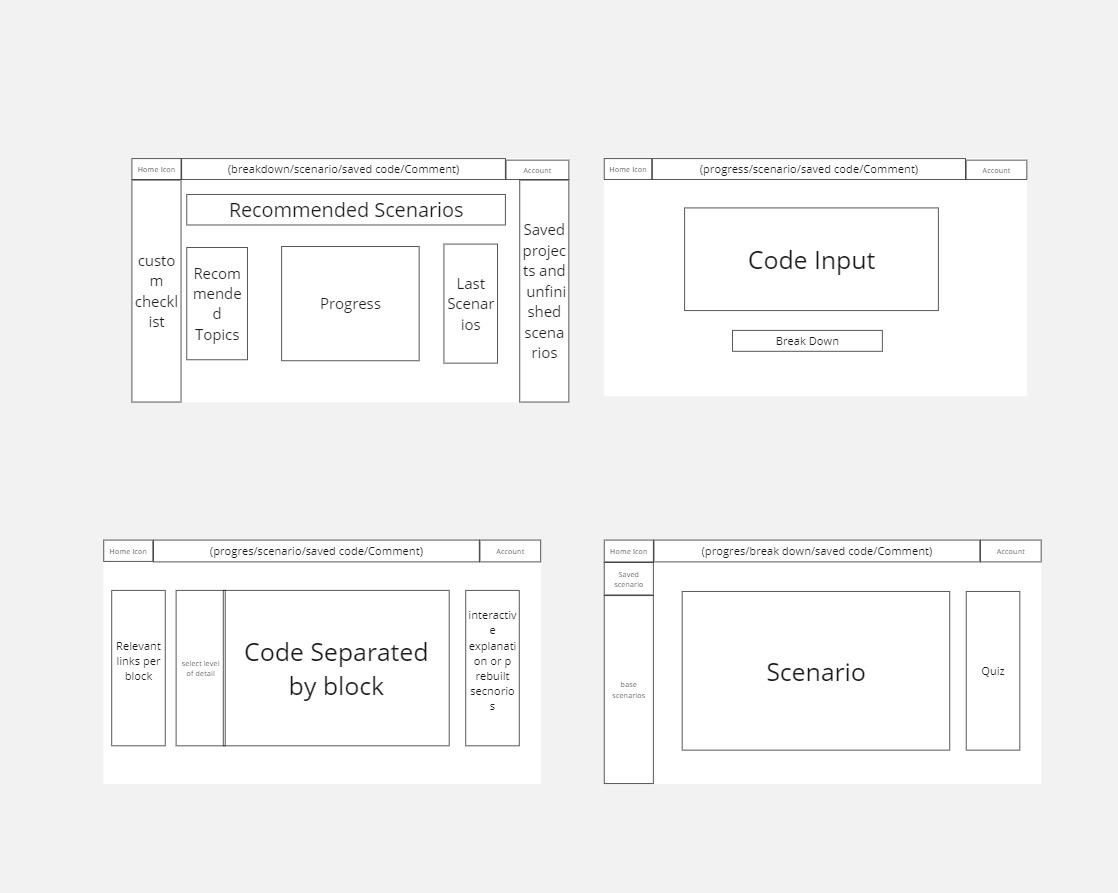 Home Icon
(breakdown/scenario/saved code/Comment)
Account
Recommended Scenarios
custo
m
checkl
ist
Recom
mende
d
Topics
Progress
Last
Scenar
ios
Saved
projec
ts and
unfini
shed
scena
rios
Home Icon
(progress/scenario/saved code/Comment)
Account
Code Input
Break Down
Home Icon
(progres/scenario/saved code/Comment)
Account
Relevant
links per
block
select level
of detail
Code Separated
by block
interactiv
e
explanati
on or p
rebuilt
secnorio
s
Home Icon
(progres/break down/saved code/Comment)
Account
Saved
scenario
base
scenarios
Scenario
Quiz